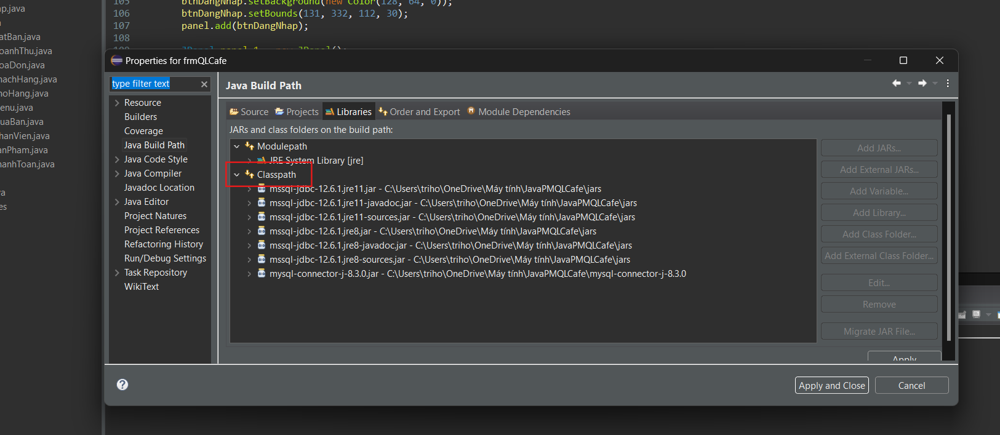 105 btnDangNhap.setBackground(new Color(128, 64, 0));
106 btnDangNhap.setBounds(131, 332, 112, 30);
107 panel.add(btnDangNhap);
108
p.java
atBan.java
oanhThu.java
oaDon.java
hachHang.java
hoHang.java
enu.java
uaBan.java
hanVien.java
anPham.java
hanhToan.java
va
es
Properties for frmQLCafe
type filter text
Resource
Builders
Coverage
Java Build Path
Java Code Style
Java Compiler
Javadoc Location
Java Editor
Project Natures
Project References
Refactoring History
Run/Debug Settings
Task Repository
WikiText
Java Build Path
Source Projects Libraries Order and Export Module Dependencies
JARs and class folders on the build path:
Modulepath
JRE System Library [jre]
Classpath
mssql-jdbc-12.6.1.jre11.jar - C:\Users\triho\OneDrive\Máy tính\JavaPMQLCafe\jars
mssql-jdbc-12.6.1.jre11-javadoc.jar - C:\Users\triho\OneDrive\Máy tính\JavaPMQLCafe\jars
mssql-jdbc-12.6.1.jre11-sources.jar - C:\Users\triho\OneDrive\Máy tính\JavaPMQLCafe\jars
mssql-jdbc-12.6.1.jre8.jar - C:\Users\triho\OneDrive\Máy tính\JavaPMQLCafe\jars
mssql-jdbc-12.6.1.jre8-javadoc.jar - C:\Users\triho\OneDrive\Máy tính\JavaPMQLCafe\jars
mssql-jdbc-12.6.1.jre8-sources.jar - C:\Users\triho\OneDrive\Máy tính\JavaPMQLCafe\jars
mysql-connector-j-8.3.0.jar - C:\Users\triho\OneDrive\Máy tính\JavaPMQLCafe\mysql-connector-j-8.3.0
Add JARs...
Add External JARs...
Add Variable...
Add Library...
Add Class Folder...
Add External Class Folder...
Edit...
Remove
Migrate JAR File...
Apply
Apply and Close
Cancel